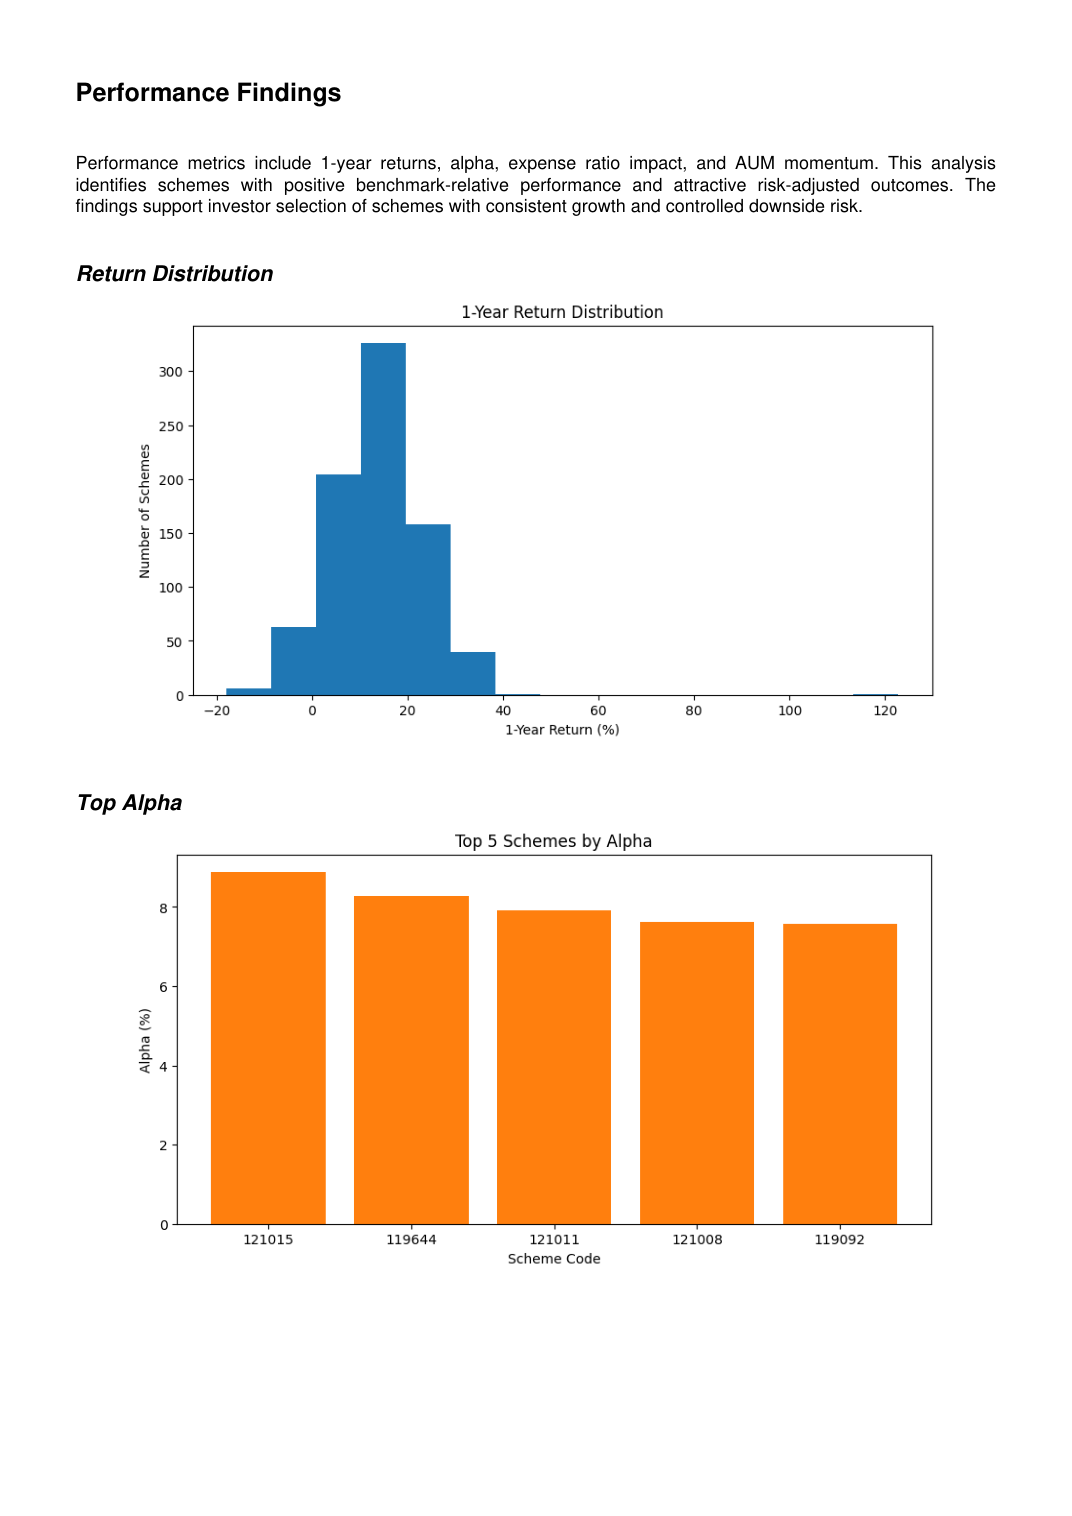 Performance Findings
Performance metrics include 1-year returns, alpha, expense ratio impact, and AUM momentum. This analysis
identifies schemes with positive benchmark-relative performance and attractive risk-adjusted outcomes. The
findings support investor selection of schemes with consistent growth and controlled downside risk.
Return Distribution
1-Year Return Distribution
Number of Schemes
300
250
200
150
100
50
0
−20 0 20 40 60 80 100 120
1-Year Return (%)
Top Alpha
Top 5 Schemes by Alpha
Alpha (%)
8
6
4
2
0
121015 119644 121011 121008 119092
Scheme Code